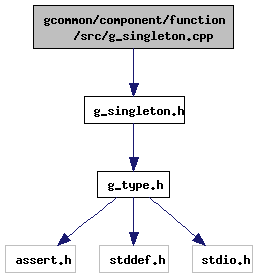 gcommon/component/function
/src/g_singleton.cpp
g_singleton.h
g_type.h
assert.h
stddef.h
stdio.h